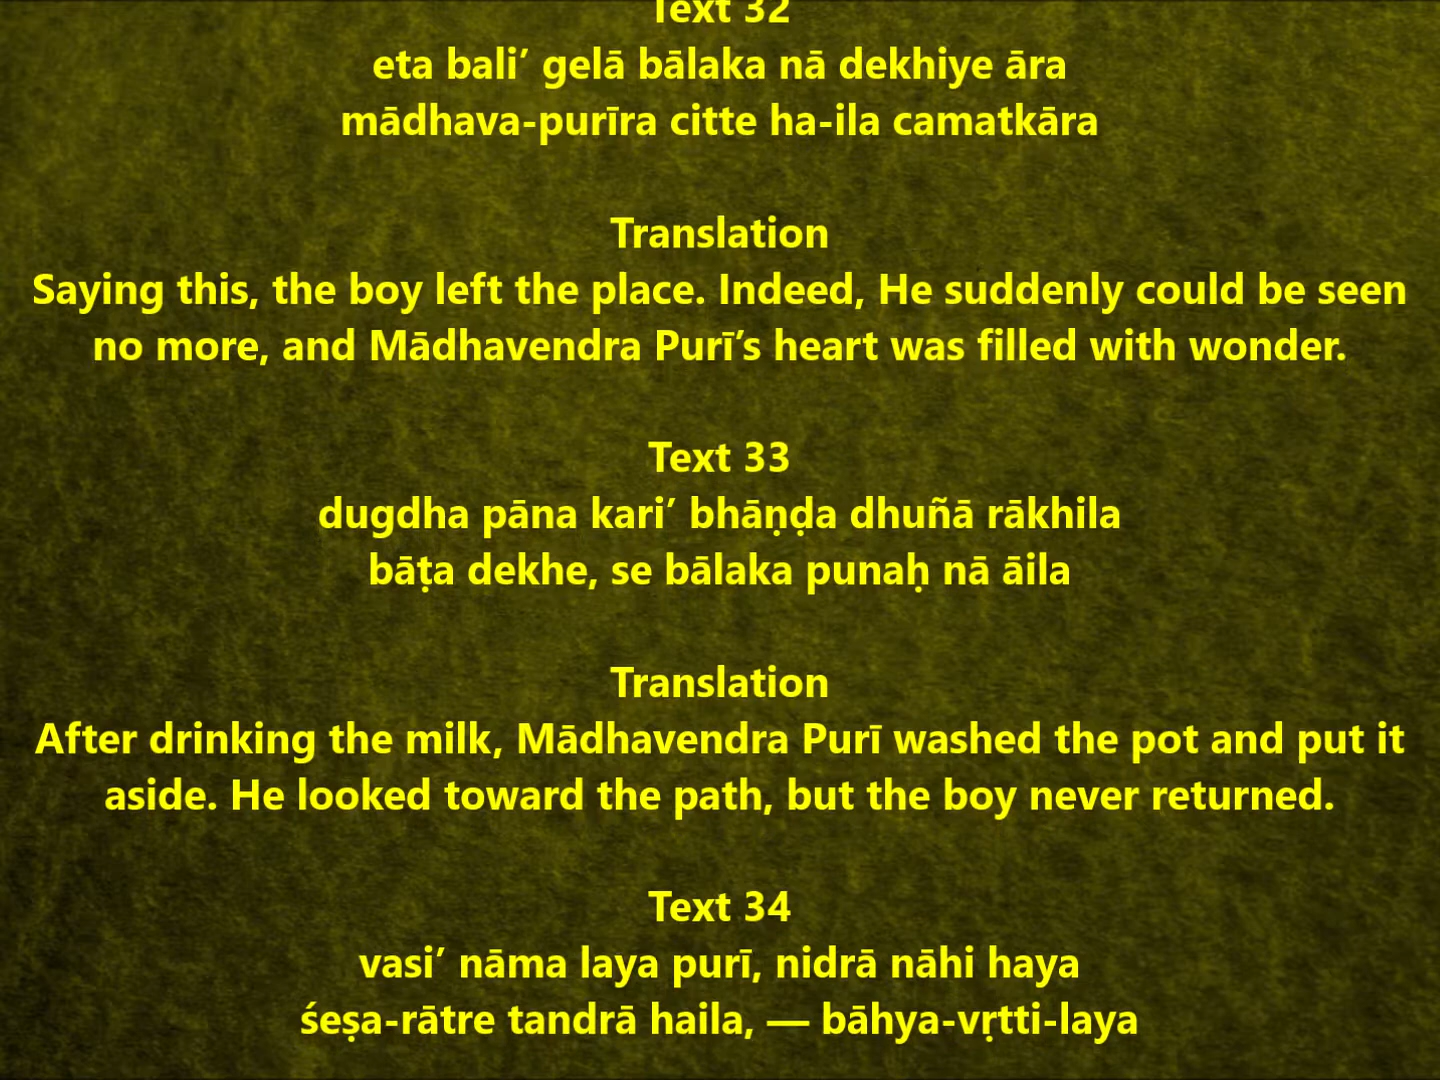 Text 32
eta bali’ gelā bālaka nā dekhiye āra
mādhava-purīra citte ha-ila camatkāra
Translation
Saying this, the boy left the place. Indeed, He suddenly could be seen
no more, and Mādhavendra Purī’s heart was filled with wonder.
Text 33
dugdha pāna kari’ bhāṇḍa dhuñā rākhila
bāṭa dekhe, se bālaka punaḥ nā āila
Translation
After drinking the milk, Mādhavendra Purī washed the pot and put it
aside. He looked toward the path, but the boy never returned.
Text 34
vasi’ nāma laya purī, nidrā nāhi haya
śeṣa-rātre tandrā haila, — bāhya-vṛtti-laya